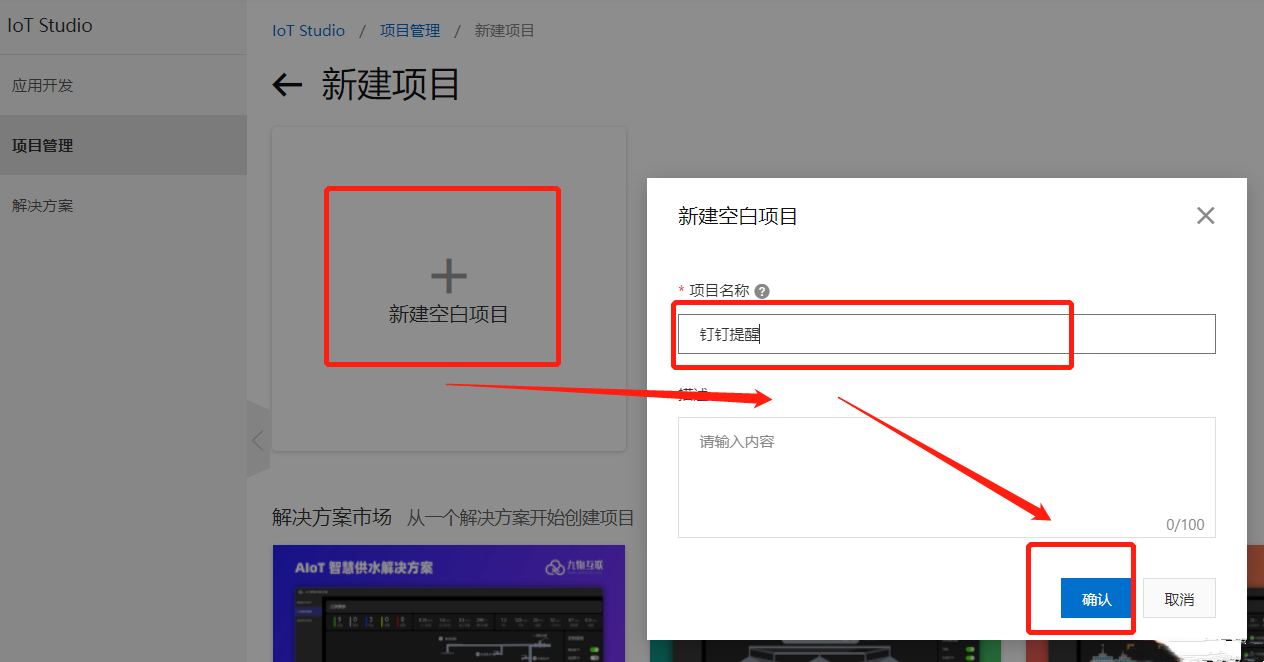 IoT Studio
应用开发
项目管理
解决方案
IoT Studio / 项目管理 / 新建项目
新建项目
新建空白项目
解决方案市场 从一个解决方案开始创建项目
AIoT 智慧供水解决方案
九物互联
新建空白项目
* 项目名称 ?
钉钉提醒
描述
请输入内容
0/100
确认
取消